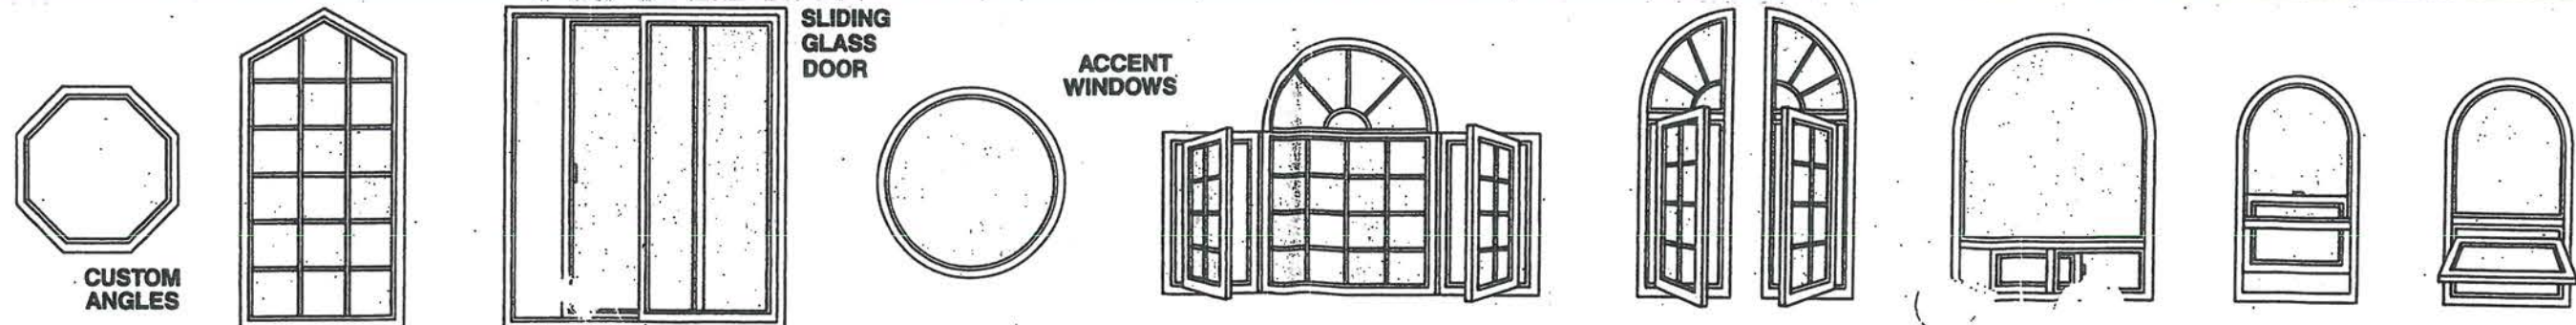 CUSTOM
ANGLES
SLIDING
GLASS
DOOR
ACCENT
WINDOWS